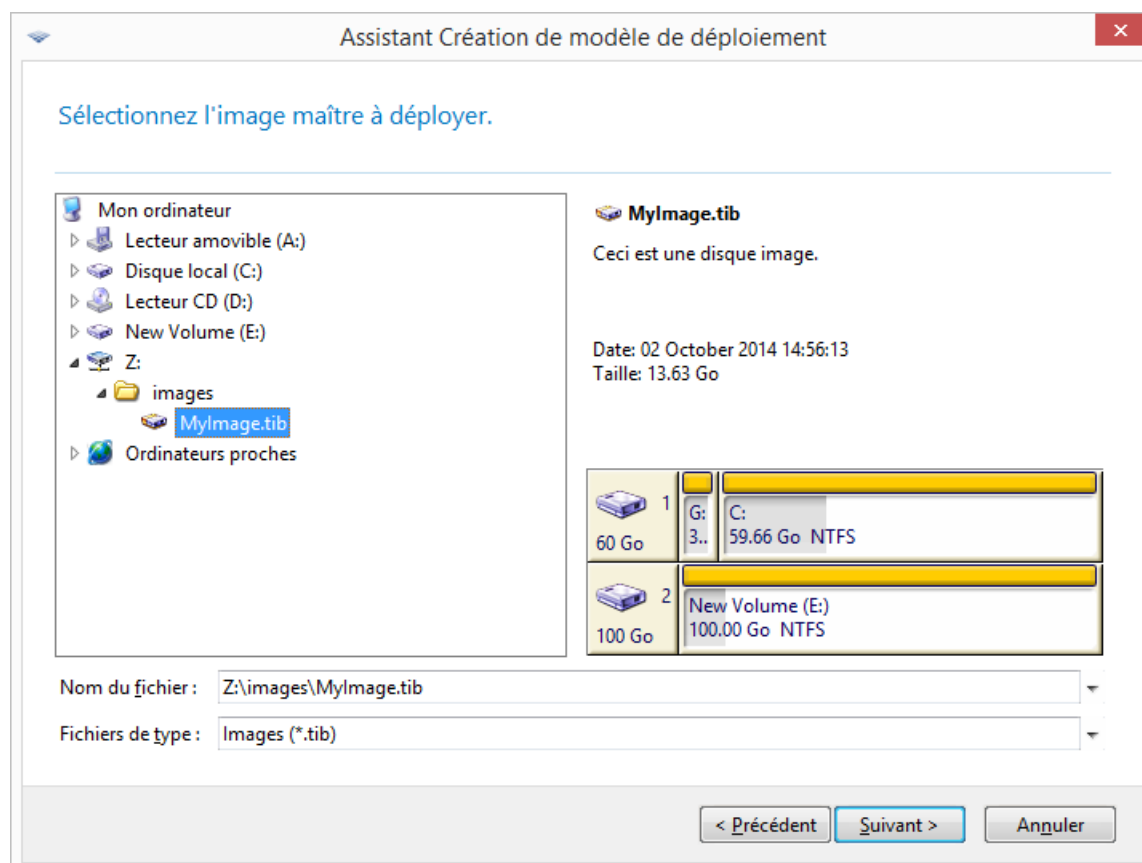 Assistant Création de modèle de déploiement
Sélectionnez l'image maître à déployer.
Mon ordinateur
Lecteur amovible (A:)
Disque local (C:)
Lecteur CD (D:)
New Volume (E:)
Z:
images
MyImage.tib
Ordinateurs proches
MyImage.tib
Ceci est une disque image.
Date: 02 October 2014 14:56:13
Taille: 13.63 Go
1
60 Go
G:
3..
C:
59.66 Go NTFS
2
100 Go
New Volume (E:)
100.00 Go NTFS
Nom du fichier : Z:\images\MyImage.tib
Fichiers de type : Images (*.tib)
< Précédent Suivant > Annuler